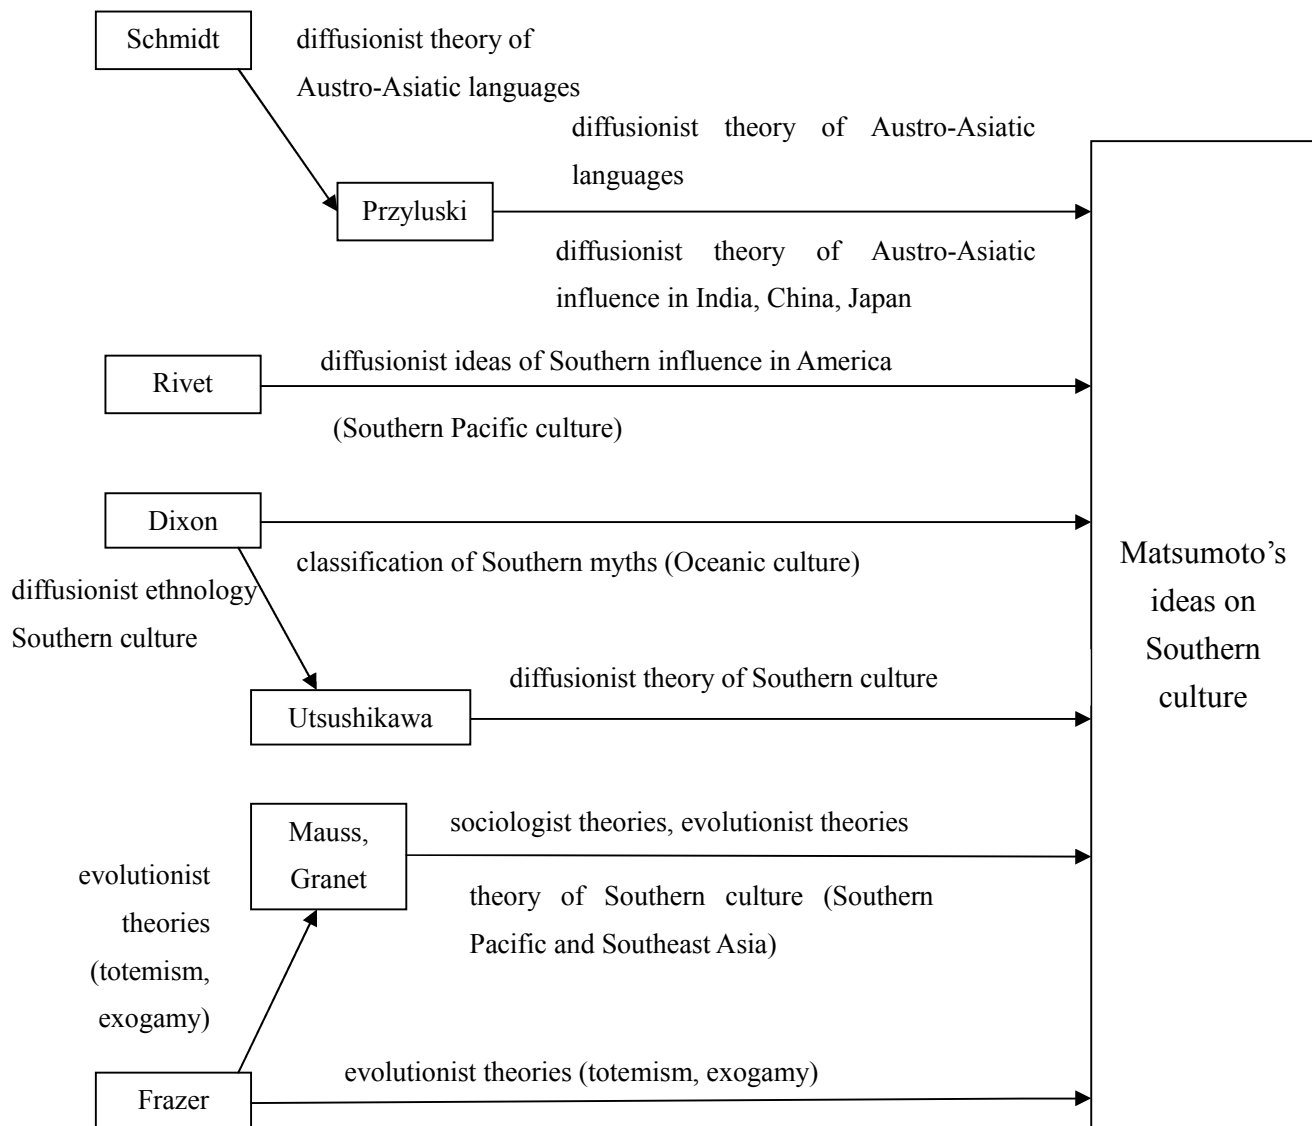 Schmidt
diffusionist theory of
Austro-Asiatic languages
diffusionist theory of Austro-Asiatic
languages
Przyluski
diffusionist theory of Austro-Asiatic
influence in India, China, Japan
Rivet
diffusionist ideas of Southern influence in America
(Southern Pacific culture)
Dixon
classification of Southern myths (Oceanic culture)
diffusionist ethnology
Southern culture
Utsushikawa
diffusionist theory of Southern culture
Mauss,
Granet
sociologist theories, evolutionist theories
theory of Southern culture (Southern
Pacific and Southeast Asia)
evolutionist
theories
(totemism,
exogamy)
Frazer
evolutionist theories (totemism, exogamy)
Matsumoto’s
ideas on
Southern
culture